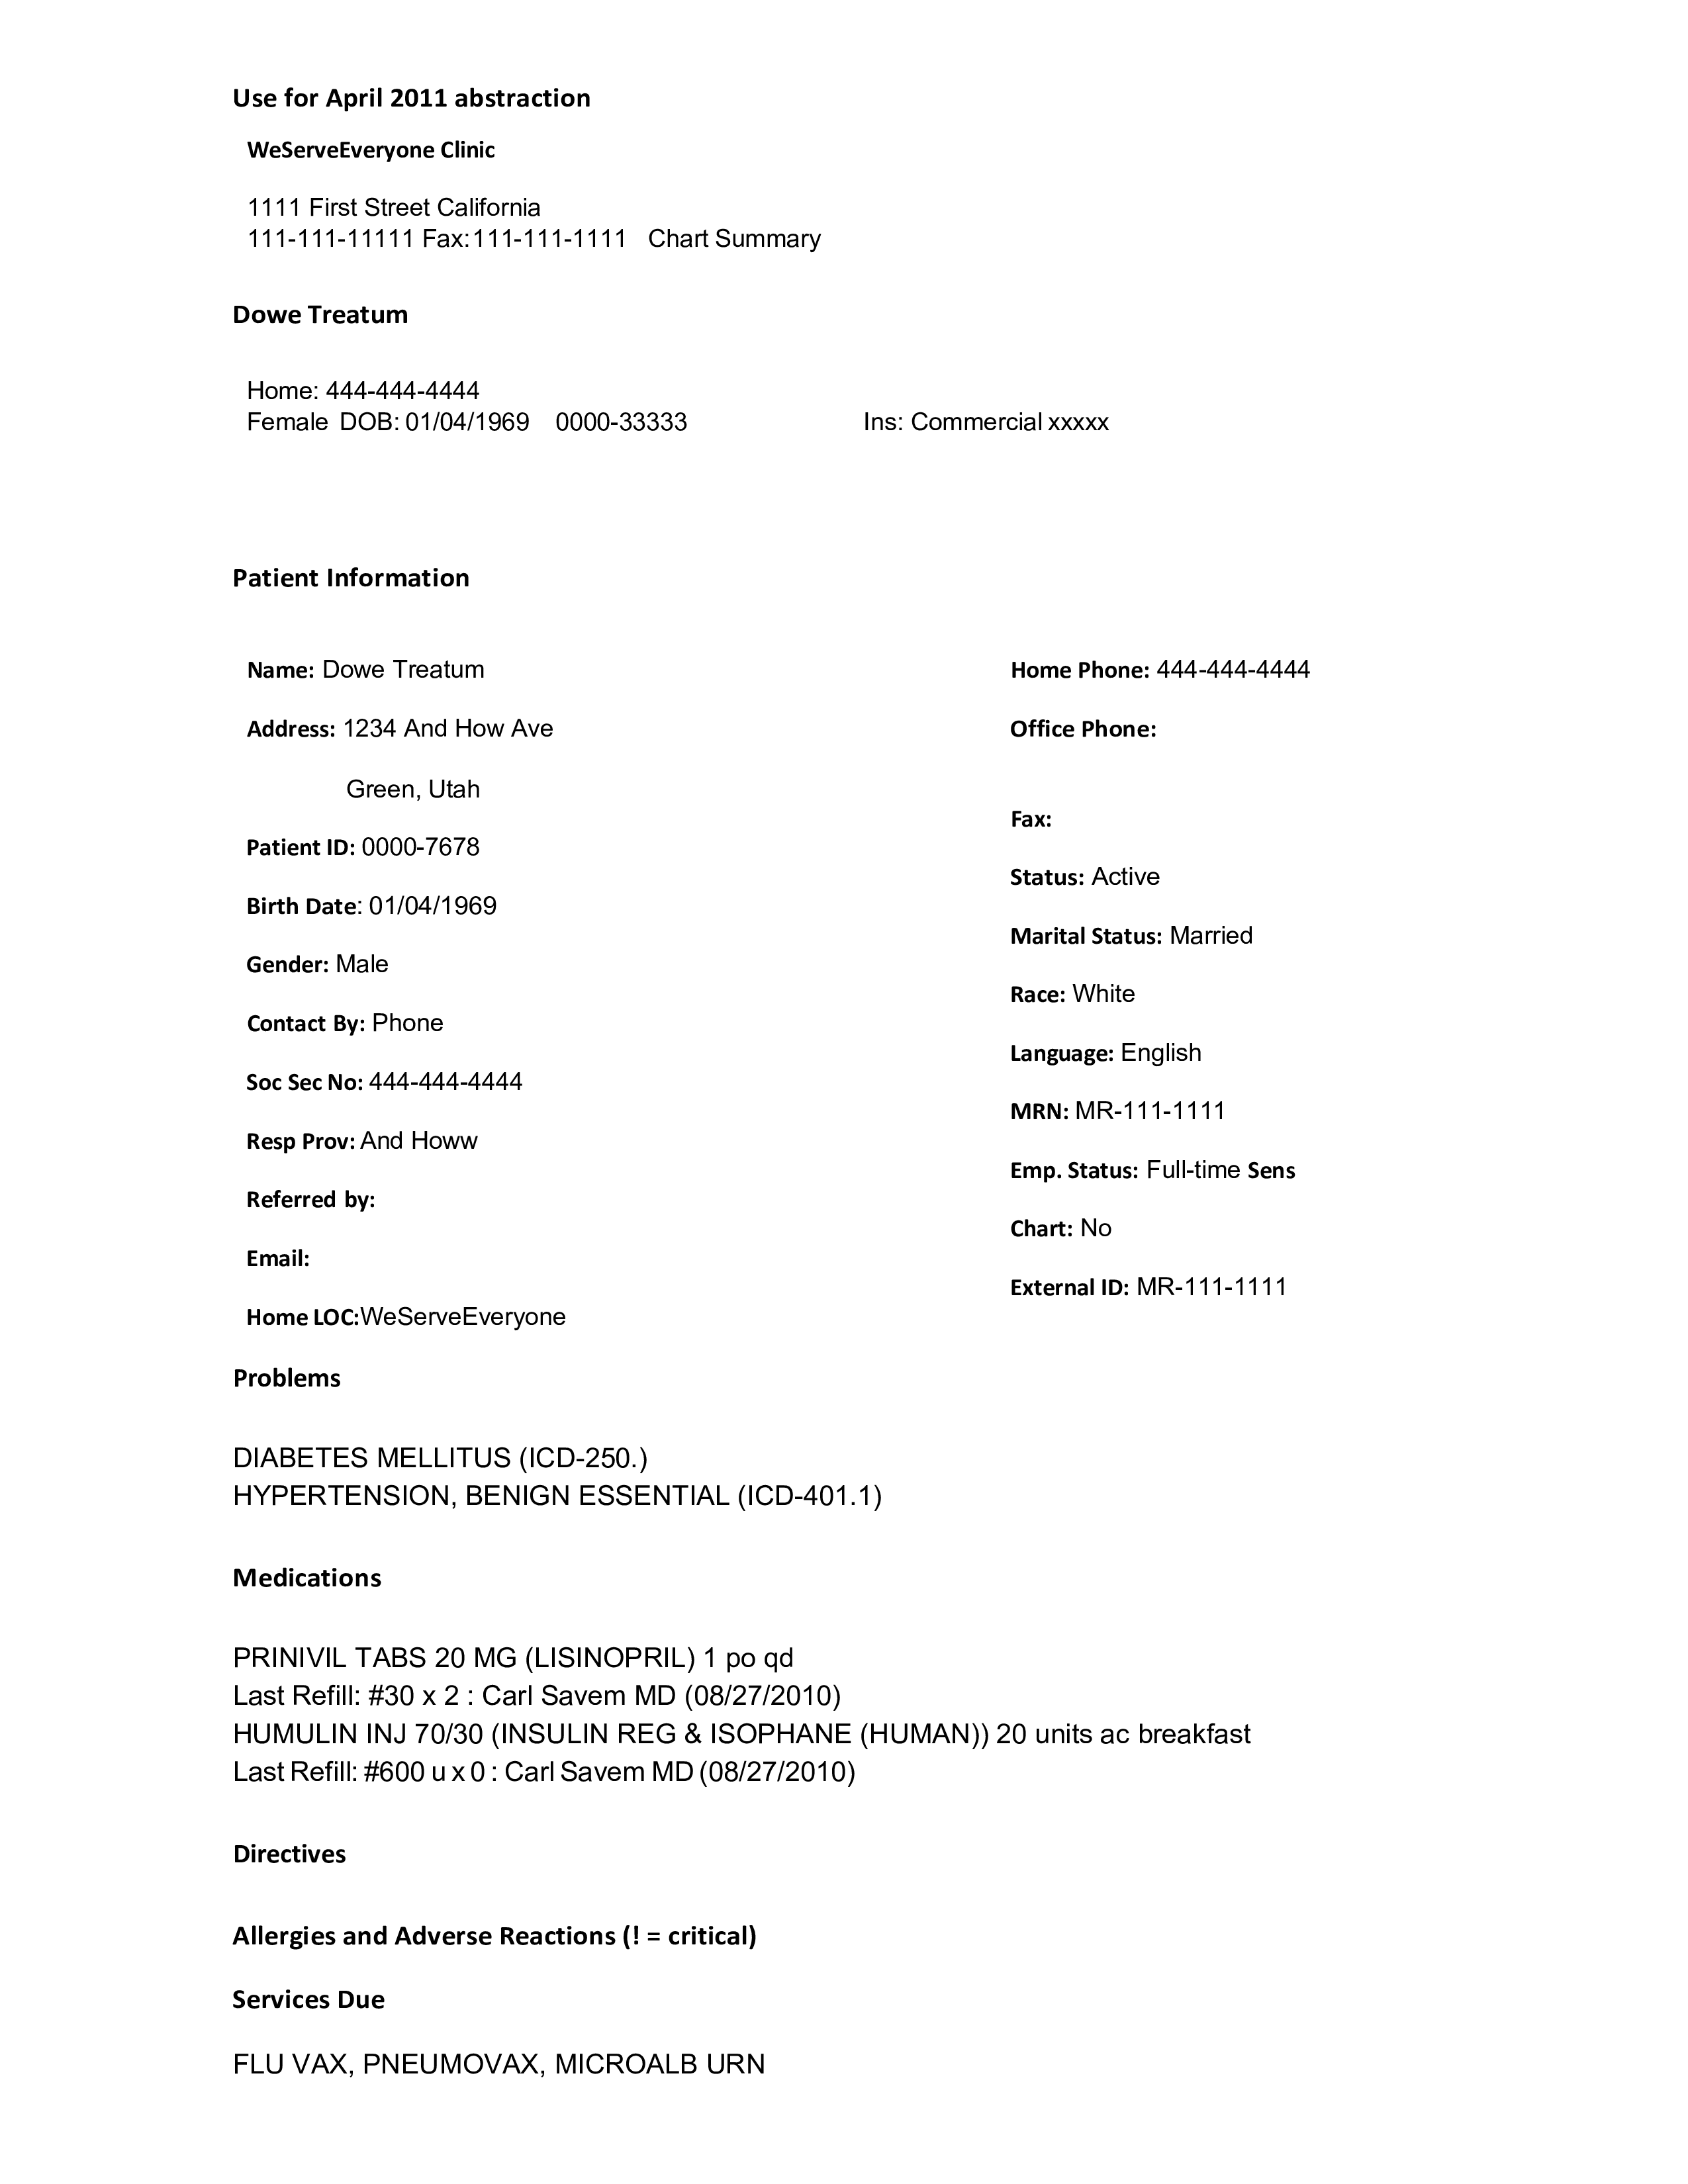 Use for April 2011 abstraction
WeServeEveryone Clinic
1111 First Street California
111-111-11111 Fax:111-111-1111 Chart Summary
Dowe Treatum
Home: 444-444-4444
Female DOB: 01/04/1969 0000-33333 Ins: Commercial xxxxx
Patient Information
Name: Dowe Treatum
Address: 1234 And How Ave
Green, Utah
Patient ID: 0000-7678
Birth Date: 01/04/1969
Gender: Male
Contact By: Phone
Soc Sec No: 444-444-4444
Resp Prov: And Howw
Referred by:
Email:
Home LOC:WeServeEveryone
Home Phone: 444-444-4444
Office Phone:
Fax:
Status: Active
Marital Status: Married
Race: White
Language: English
MRN: MR-111-1111
Emp. Status: Full-time Sens
Chart: No
External ID: MR-111-1111
Problems
DIABETES MELLITUS (ICD-250.)
HYPERTENSION, BENIGN ESSENTIAL (ICD-401.1)
Medications
PRINIVIL TABS 20 MG (LISINOPRIL) 1 po qd
Last Refill: #30 x 2 : Carl Savem MD (08/27/2010)
HUMULIN INJ 70/30 (INSULIN REG & ISOPHANE (HUMAN)) 20 units ac breakfast
Last Refill: #600 u x 0 : Carl Savem MD (08/27/2010)
Directives
Allergies and Adverse Reactions (! = critical)
Services Due
FLU VAX, PNEUMOVAX, MICROALB URN